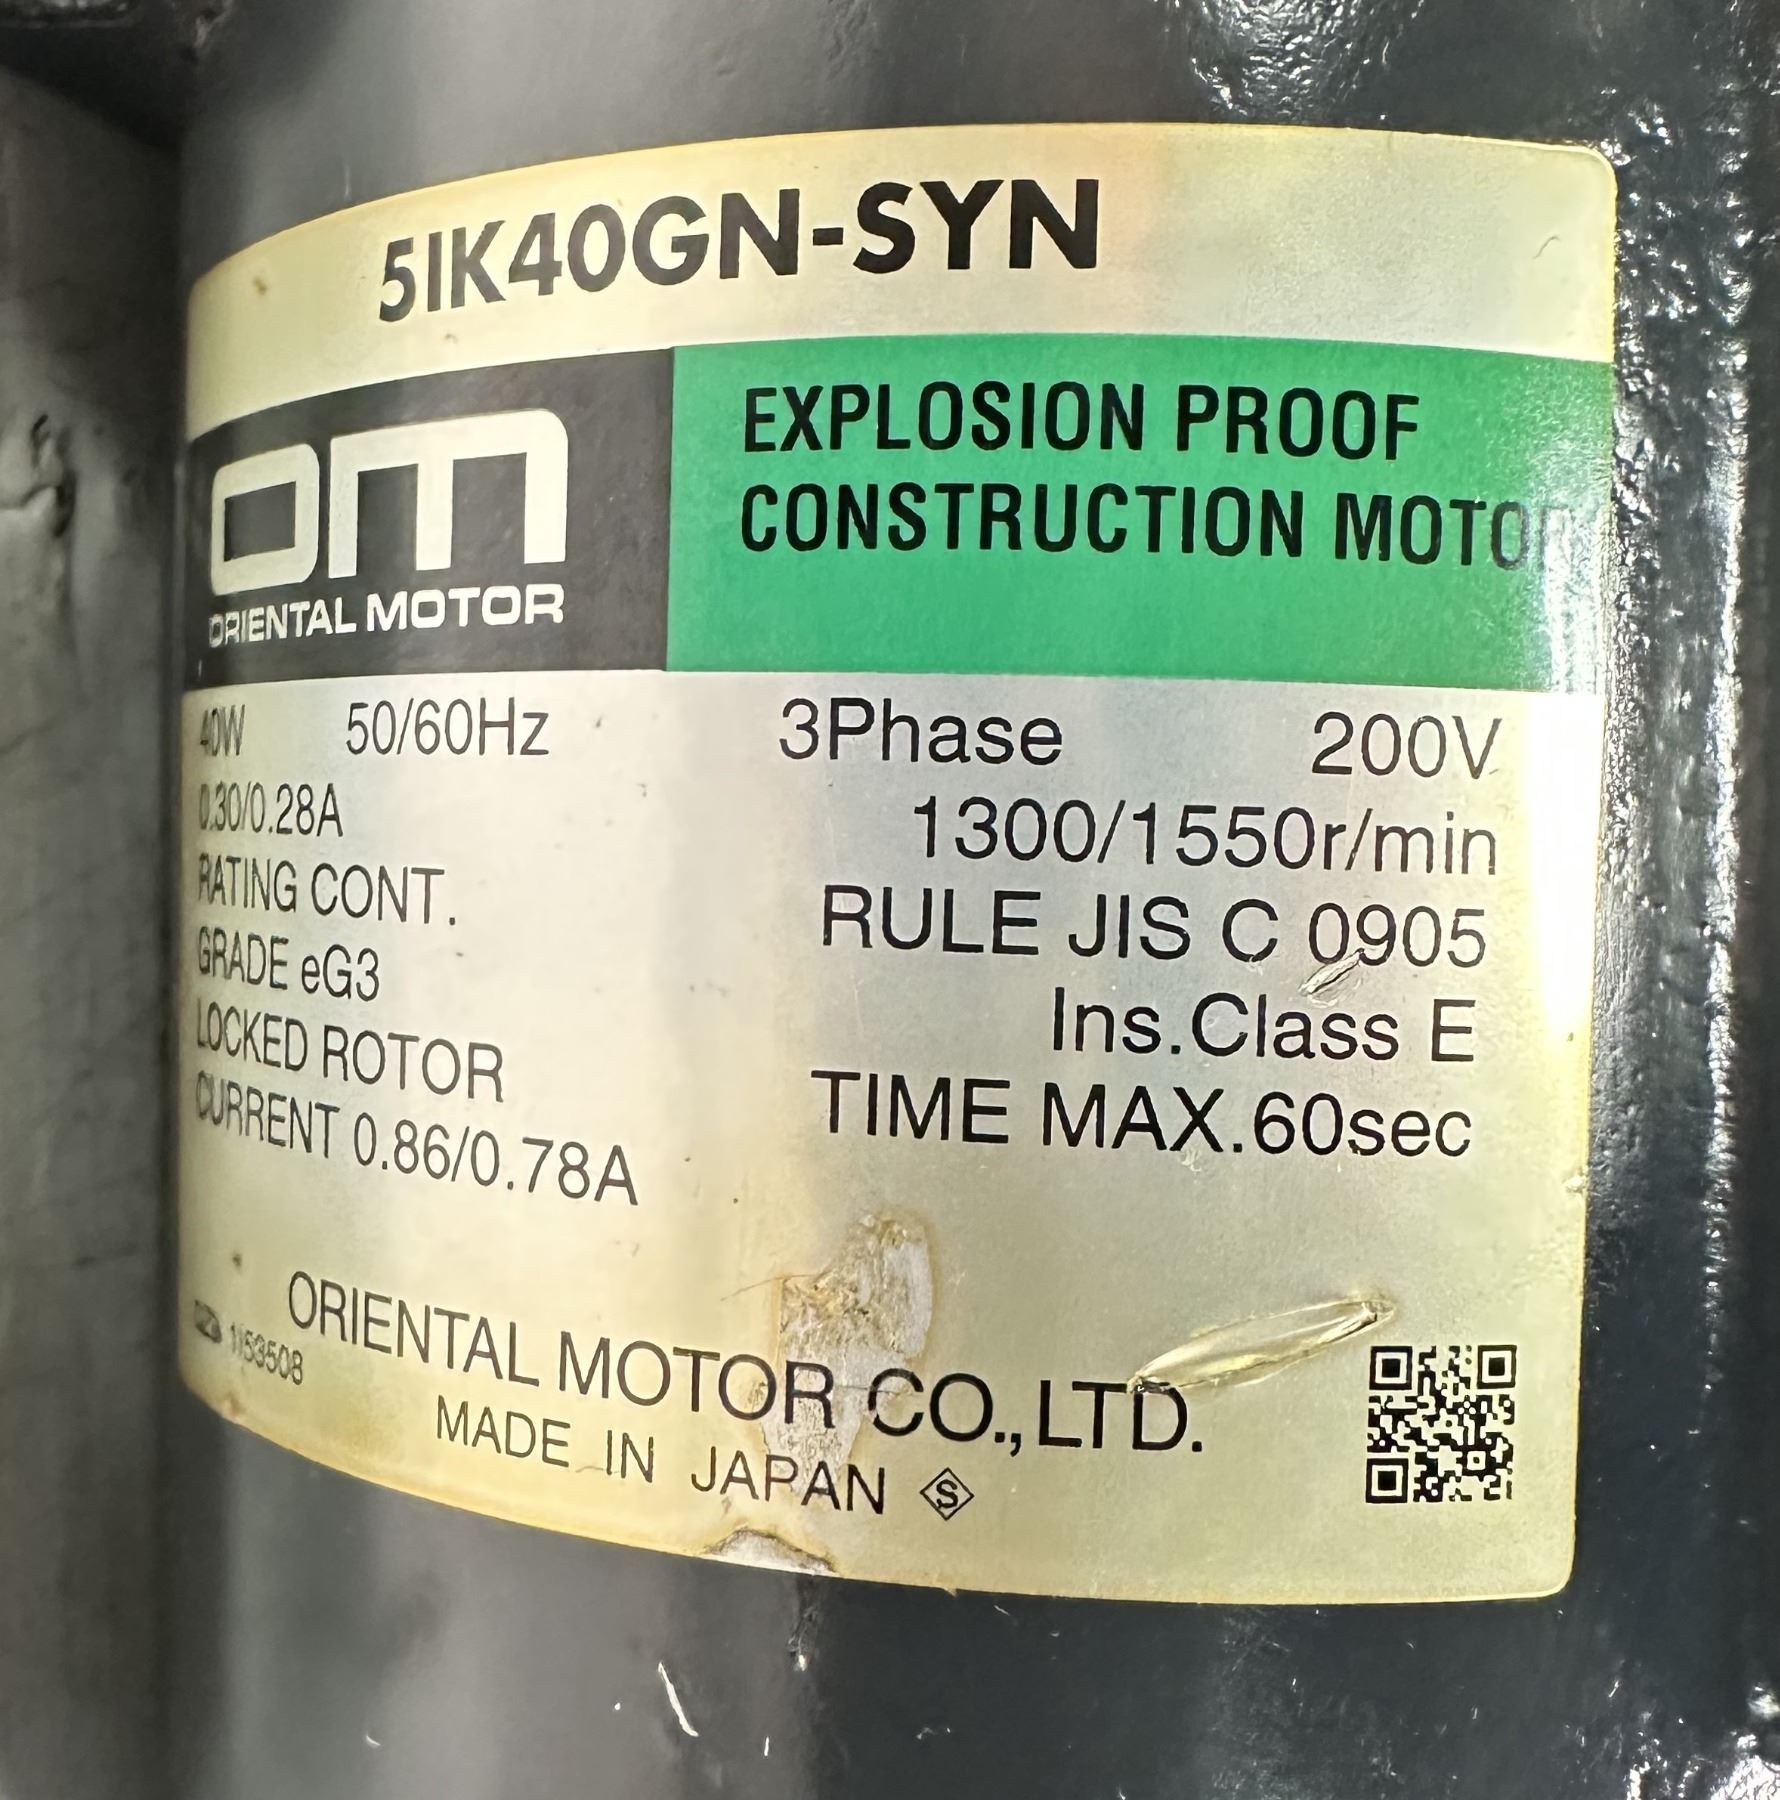 5IK40GN-SYN
om
ORIENTAL MOTOR
EXPLOSION PROOF
CONSTRUCTION MOTOR
40W 50/60Hz 3Phase 200V
0.30/0.28A 1300/1550r/min
RATING CONT. RULE JIS C 0905
GRADE eG3 Ins.Class E
LOCKED ROTOR
CURRENT 0.86/0.78A TIME MAX.60sec
ORIENTAL MOTOR CO.,LTD.
MADE IN JAPAN S